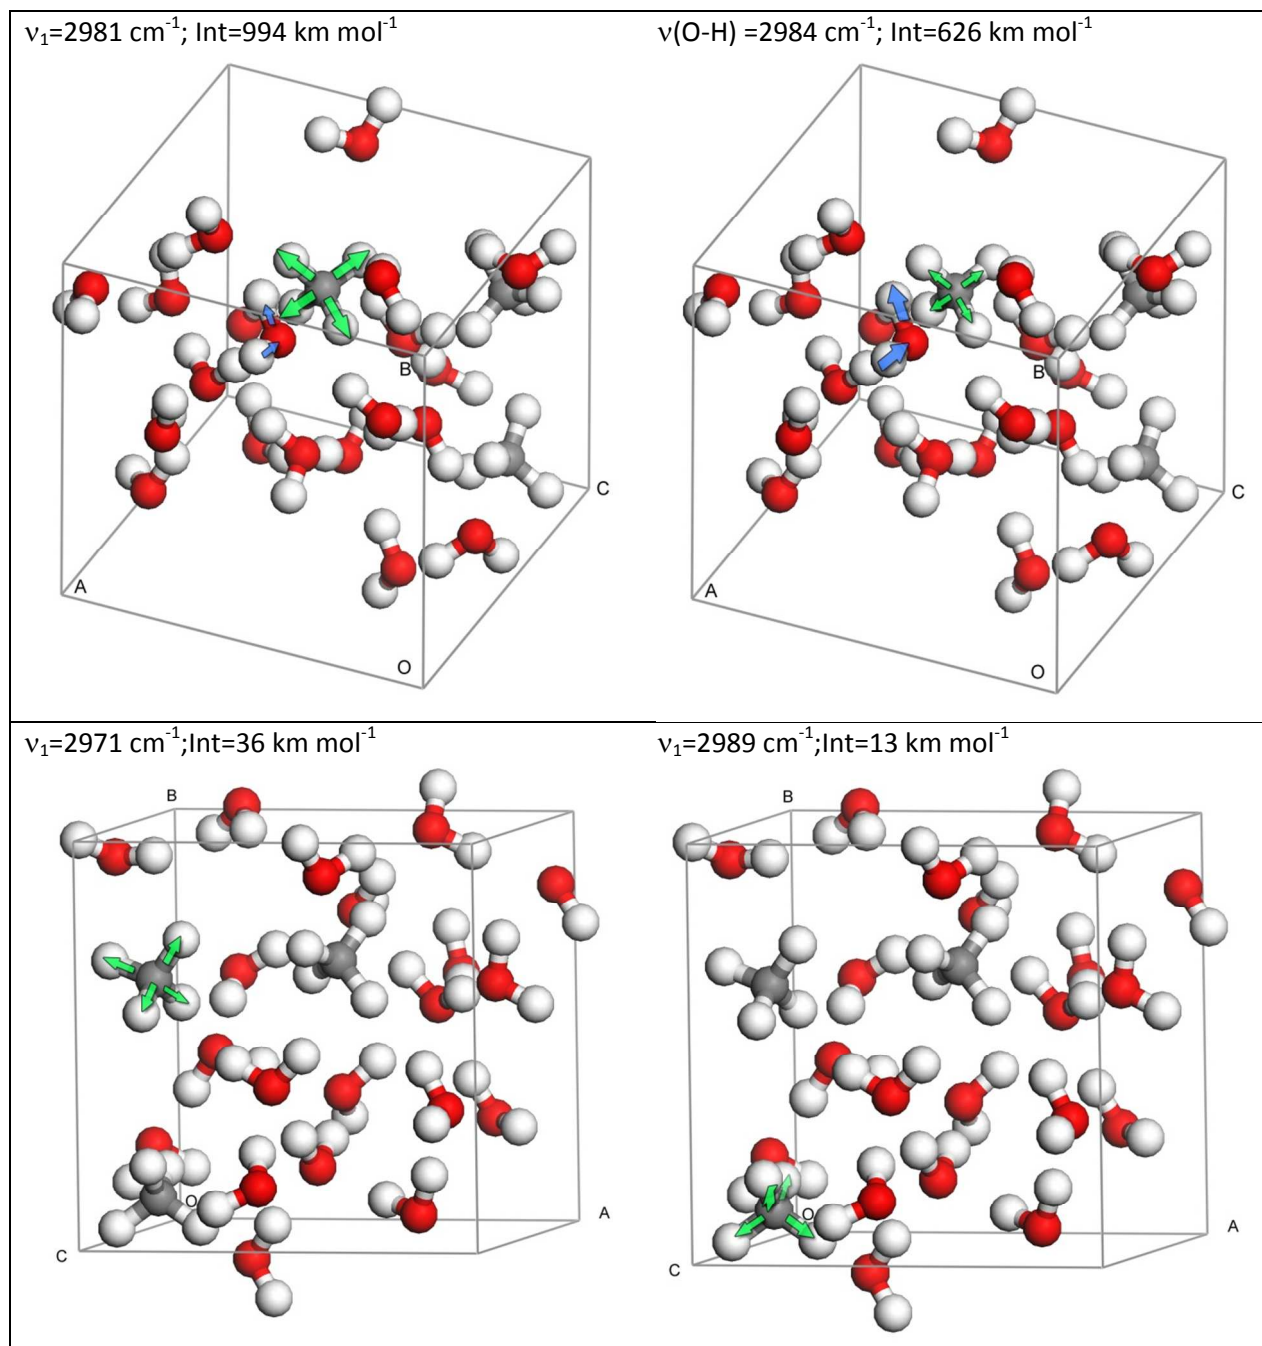 ν₁=2981 cm⁻¹; Int=994 km mol⁻¹
ν(O-H) =2984 cm⁻¹; Int=626 km mol⁻¹
B
B
C
C
A
A
O
O
ν₁=2971 cm⁻¹;Int=36 km mol⁻¹
ν₁=2989 cm⁻¹;Int=13 km mol⁻¹
B
B
O
A
O
A
C
C